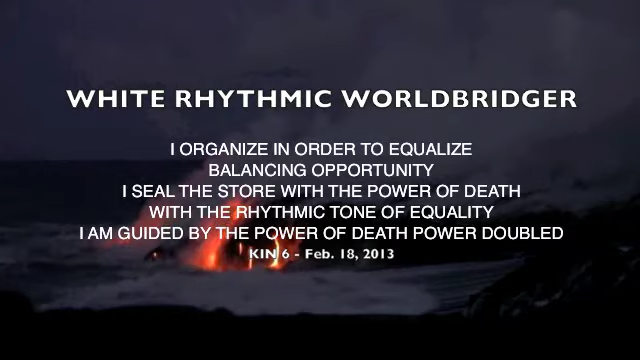 WHITE RHYTHMIC WORLDBRIDGER
I ORGANIZE IN ORDER TO EQUALIZE
BALANCING OPPORTUNITY
I SEAL THE STORE WITH THE POWER OF DEATH
WITH THE RHYTHMIC TONE OF EQUALITY
I AM GUIDED BY THE POWER OF DEATH POWER DOUBLED
KIN 6 - Feb. 18, 2013